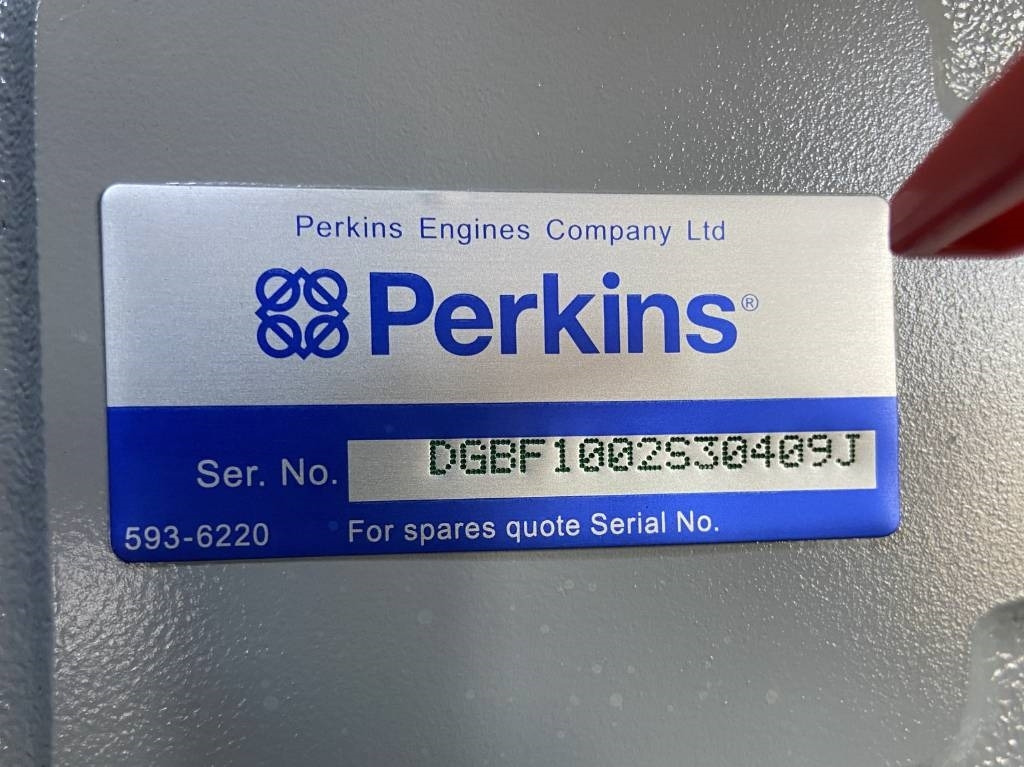 Perkins Engines Company Ltd
Perkins®
Ser. No. DGBF1002S30409J
593-6220 For spares quote Serial No.